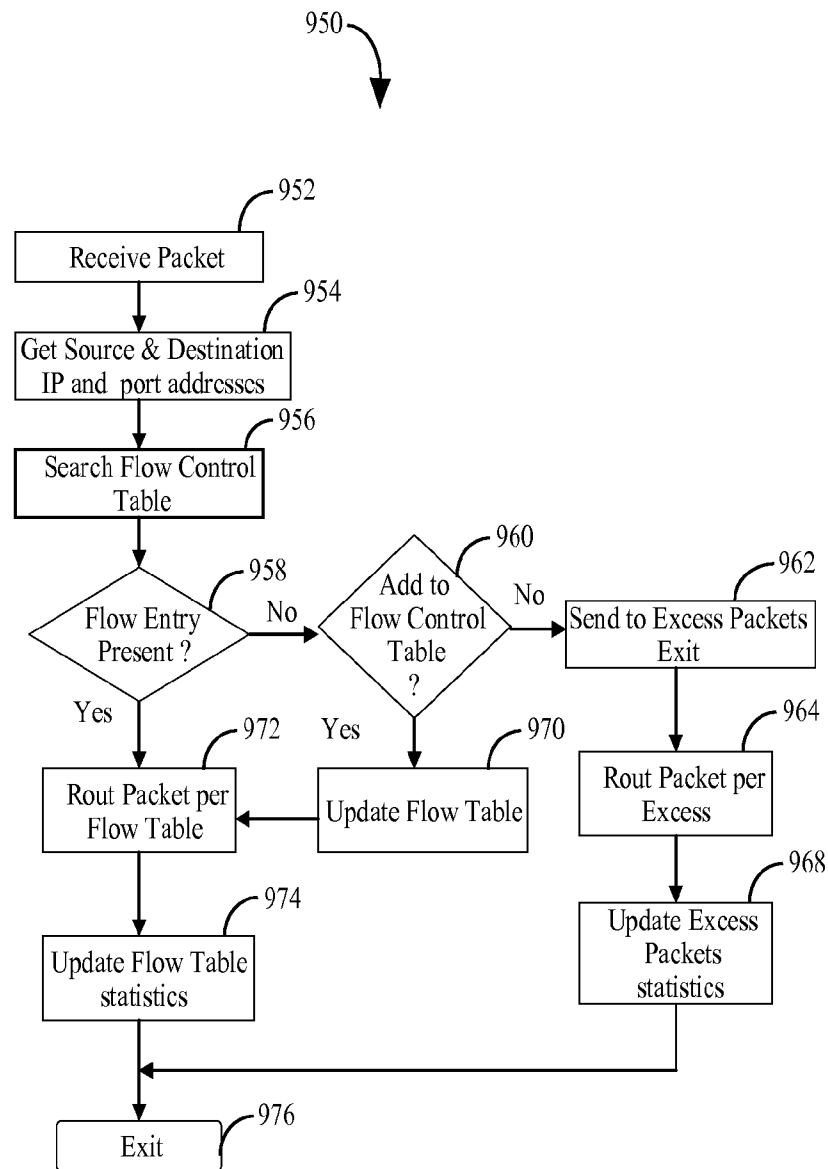 950
952
Receive Packet
954
Get Source & Destination
IP and port addresses
956
Search Flow Control
Table
958
Flow Entry
Present ?
No
960
Add to
Flow Control
Table
?
No
962
Send to Excess Packets
Exit
Yes
972
Rout Packet per
Flow Table
Yes
970
Update Flow Table
964
Rout Packet per
Excess
974
Update Flow Table
statistics
968
Update Excess
Packets
statistics
976
Exit